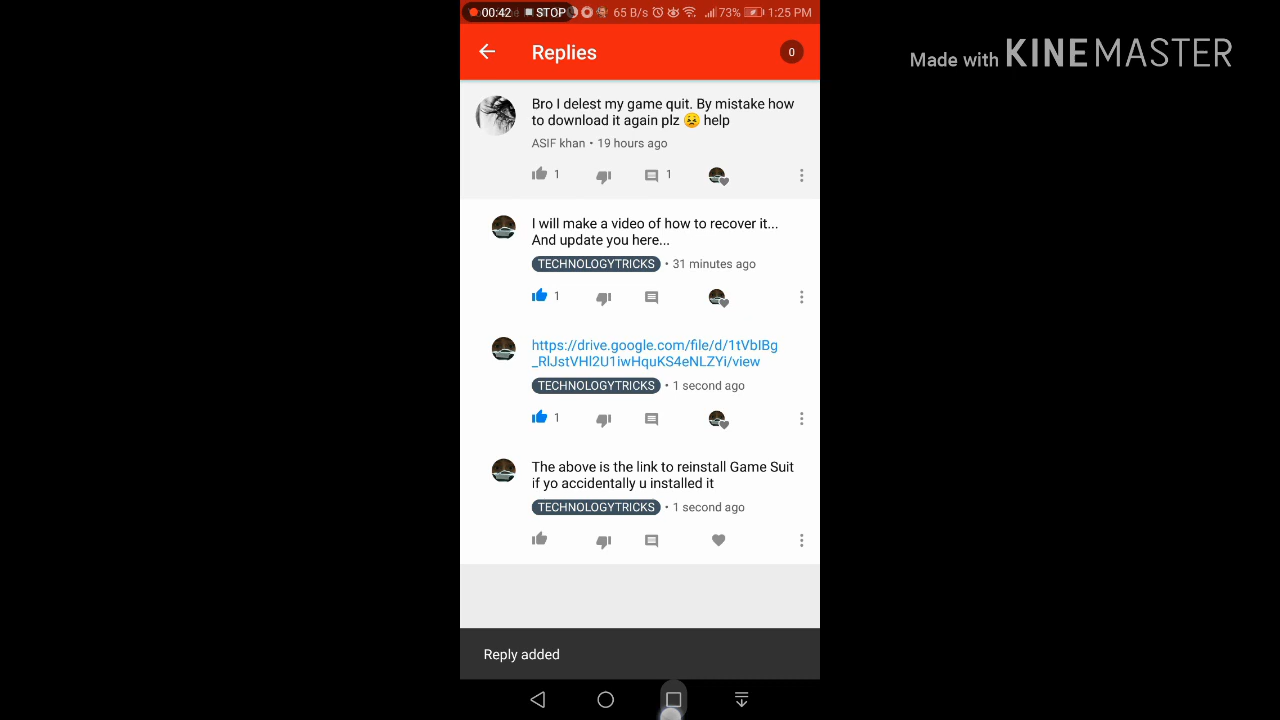 00:42 STOP 65 B/s 73% 1:25 PM
Made with KINEMASTER
Replies 0
Bro I delest my game quit. By mistake how
to download it again plz 😣 help
ASIF khan • 19 hours ago
1 1
I will make a video of how to recover it...
And update you here...
TECHNOLOGYTRICKS • 31 minutes ago
1
https://drive.google.com/file/d/1tVbIBg
_RlJstVHl2U1iwHquKS4eNLZYi/view
TECHNOLOGYTRICKS • 1 second ago
1
The above is the link to reinstall Game Suit
if yo accidentally u installed it
TECHNOLOGYTRICKS • 1 second ago
Reply added